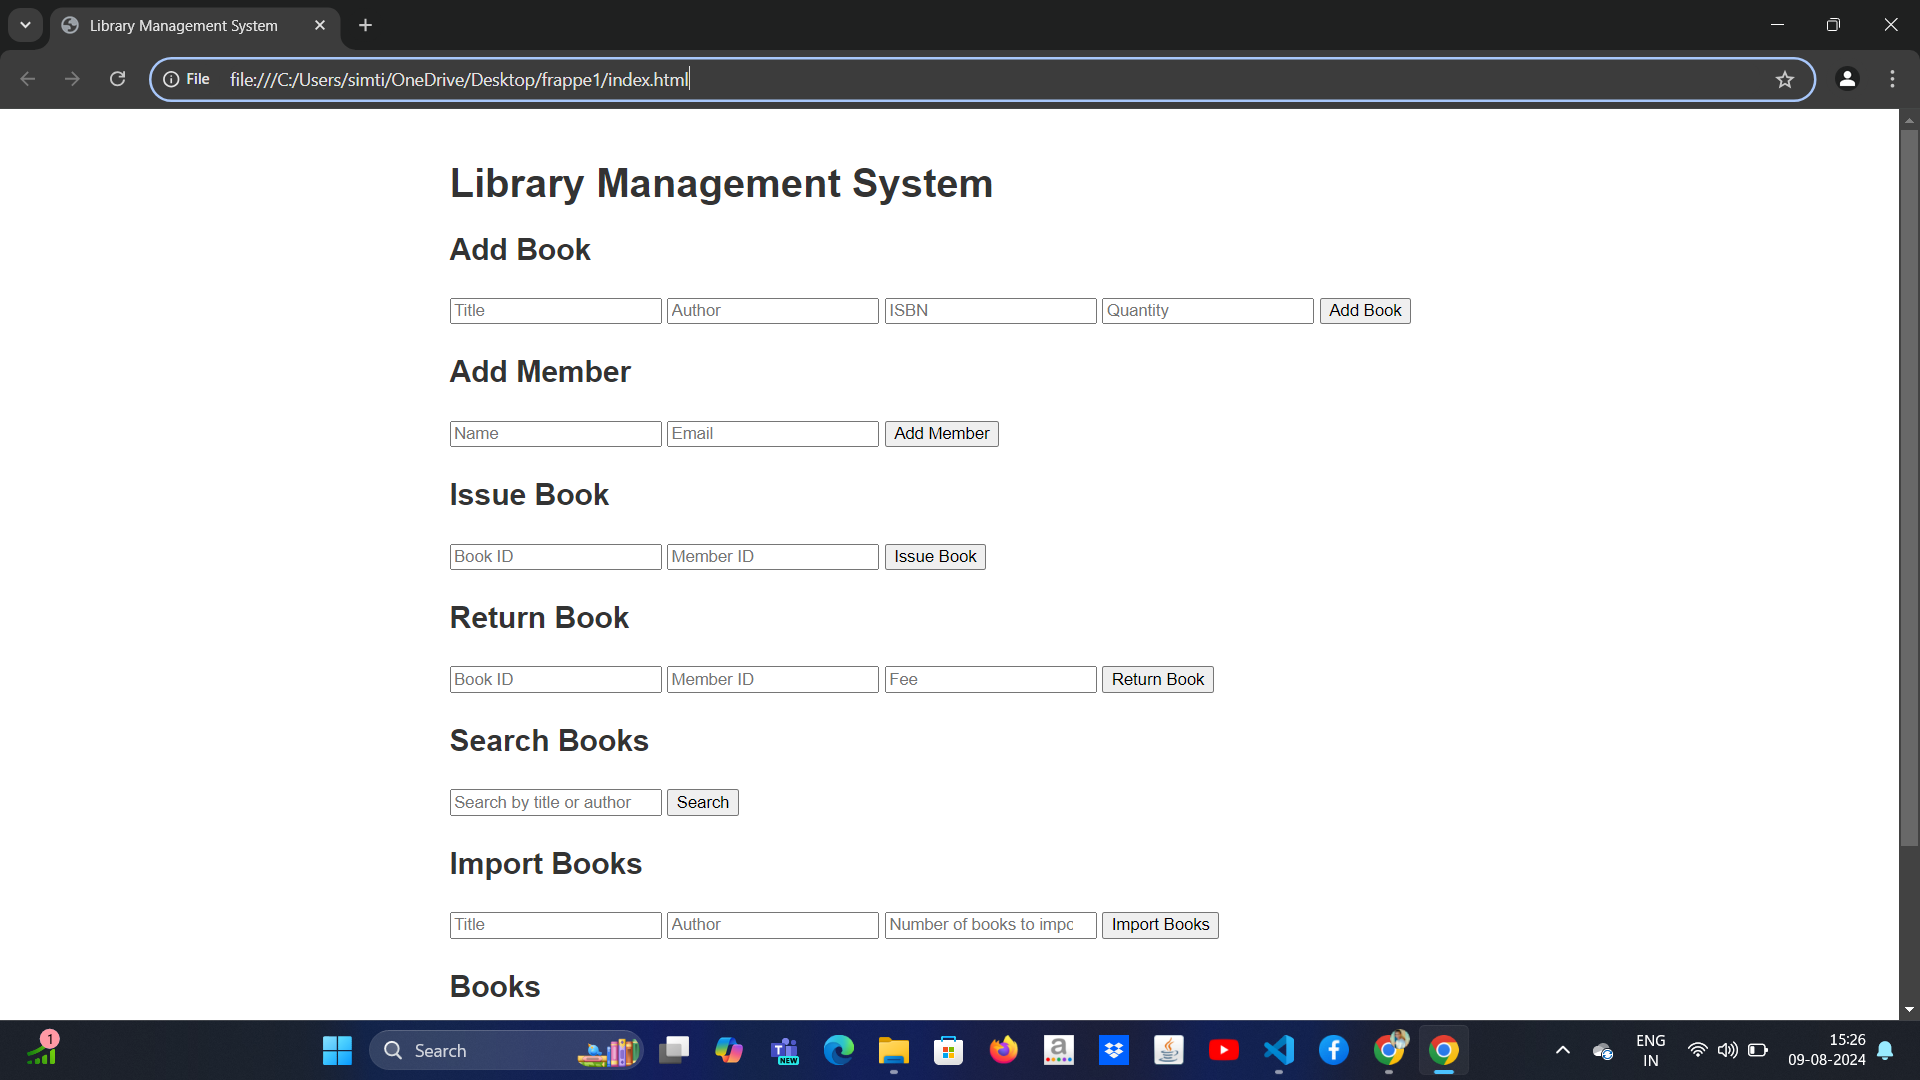 Library Management System
File file:///C:/Users/simti/OneDrive/Desktop/frappe1/index.html
Library Management System
Add Book
Title Author ISBN Quantity Add Book
Add Member
Name Email Add Member
Issue Book
Book ID Member ID Issue Book
Return Book
Book ID Member ID Fee Return Book
Search Books
Search by title or author Search
Import Books
Title Author Number of books to impo Import Books
Books
1
Search
NEW
ENG
IN
15:26
09-08-2024